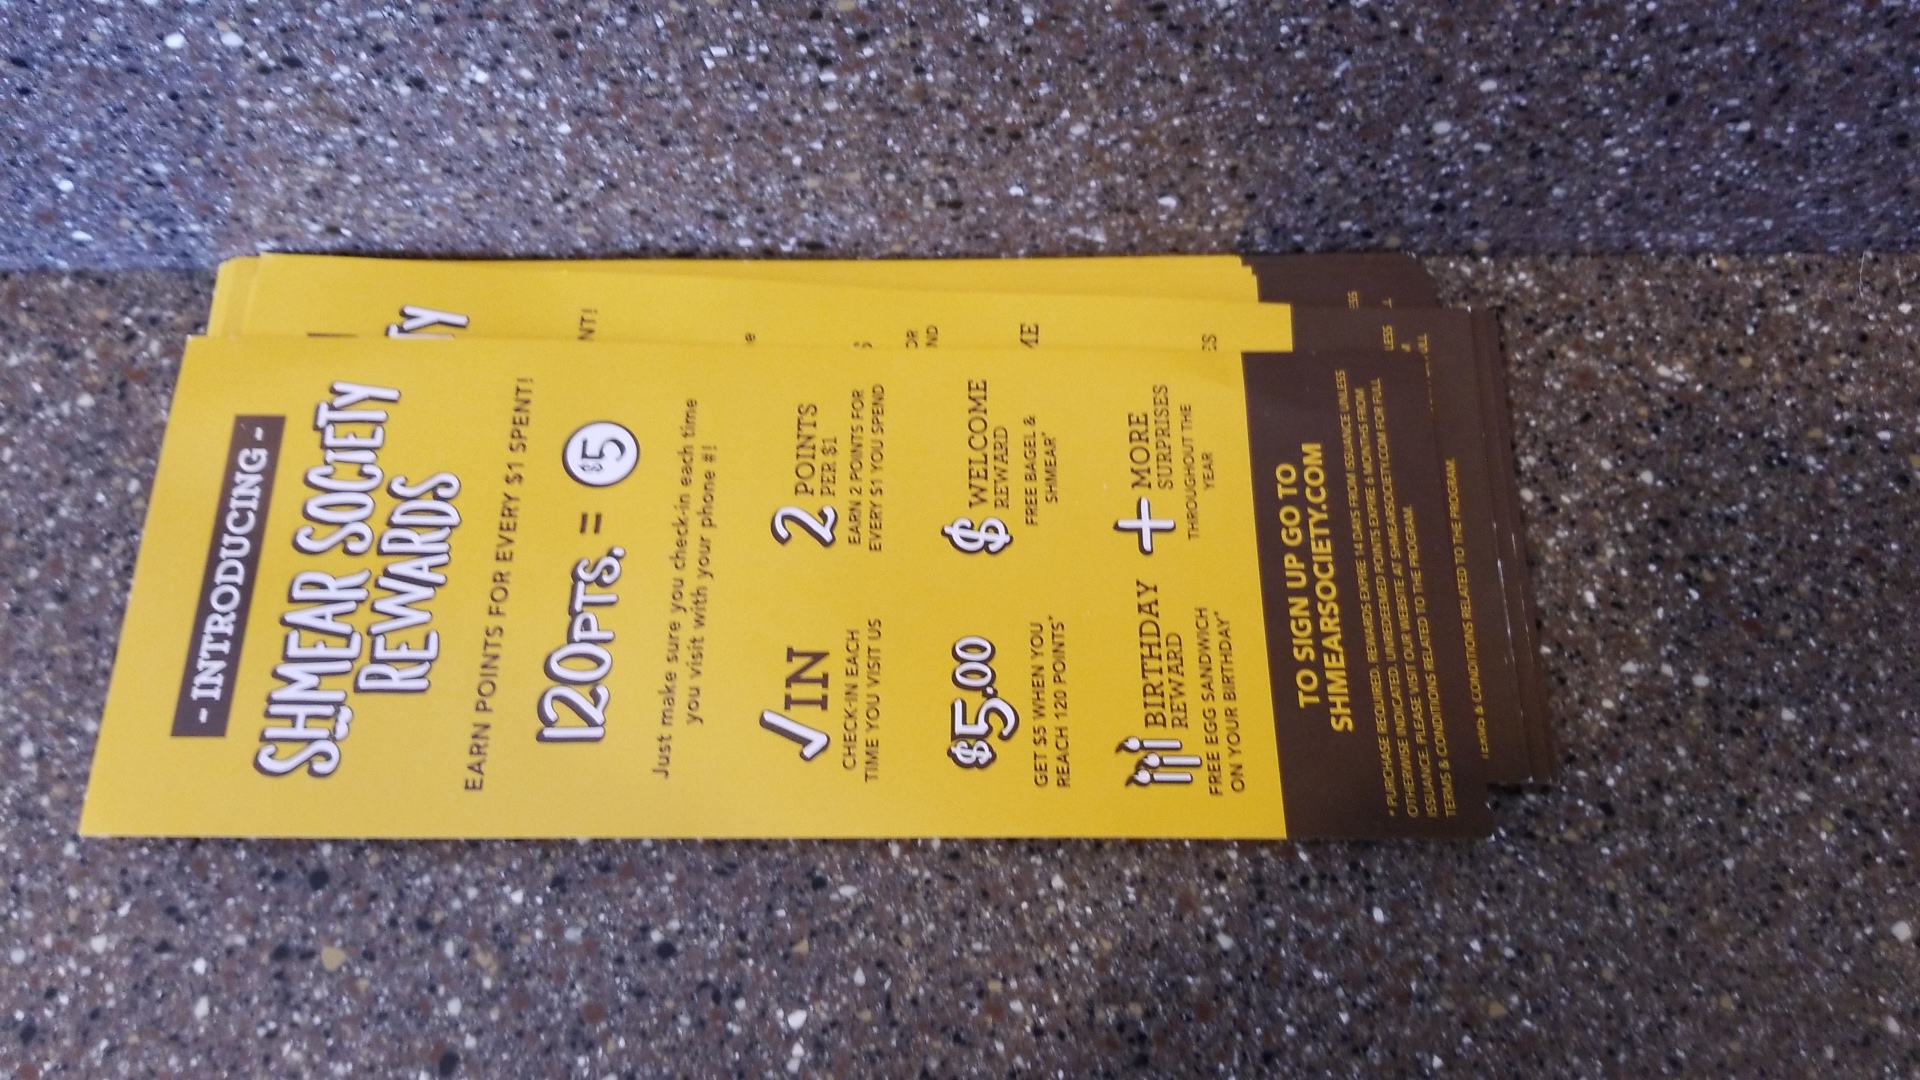 - INTRODUCING -
SHMEAR SOCIETY
REWARDS
EARN POINTS FOR EVERY $1 SPENT!
120PTS. = $5
Just make sure you check-in each time
you visit with your phone #!
√IN
CHECK-IN EACH
TIME YOU VISIT US
2 POINTS
PER $1
EARN 2 POINTS FOR
EVERY $1 YOU SPEND
$5.00
GET $5 WHEN YOU
REACH 120 POINTS*
$ WELCOME
REWARD
FREE BAGEL &
SHMEAR*
BIRTHDAY
REWARD
FREE EGG SANDWICH
ON YOUR BIRTHDAY*
+ MORE
SURPRISES
THROUGHOUT THE
YEAR
TO SIGN UP GO TO
SHMEARSOCIETY.COM
* PURCHASE REQUIRED. REWARDS EXPIRE 14 DAYS FROM ISSUANCE UNLESS
OTHERWISE INDICATED. UNREDEEMED POINTS EXPIRE 6 MONTHS FROM
ISSUANCE. PLEASE VISIT OUR WEBSITE AT SHMEARSOCIETY.COM FOR FULL
TERMS & CONDITIONS RELATED TO THE PROGRAM.
& CONDITIONS RELATED TO THE PROGRAM.